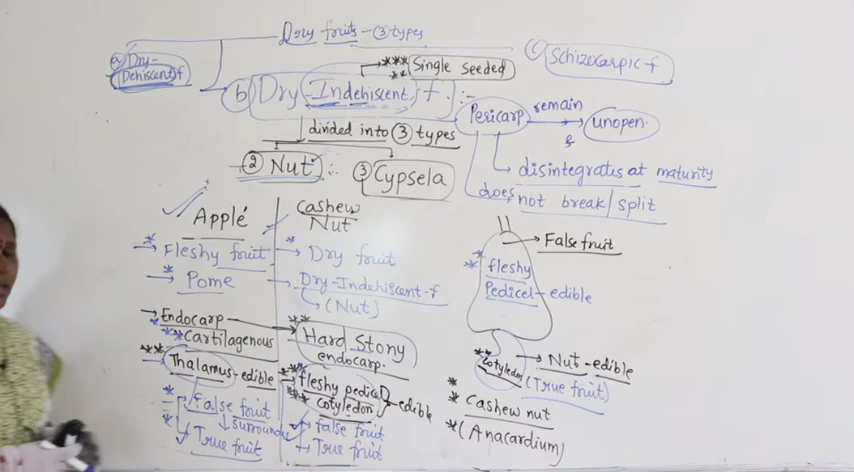 Dry fruits - ③ types
a) Dry-
(Dehiscent) f
c) Schizocarpic f
*** Single seeded
**
b) Dry - Indehiscent f :-
Pericarp remain unopen.
&
disintegrates at maturity
does not break/split
divided into ③ types
② Nut :- ③ Cypsela
Apple
* Fleshy fruit
* Pome
Endocarp
** Cartilagenous
** Thalamus - edible
* False fruit
↓ surround
* True fruit
Cashew
Nut
* Dry fruit
Dry-Indehiscent-f
(Nut)
** Hard Stony
endocarp.
** fleshy pedicel
** cotyledon - edible
False fruit
True fruit
False fruit
* fleshy
** Pedicel - edible
** Cotyledon
Nut - edible
(True fruit)
*
* Cashew nut
* (Anacardium)